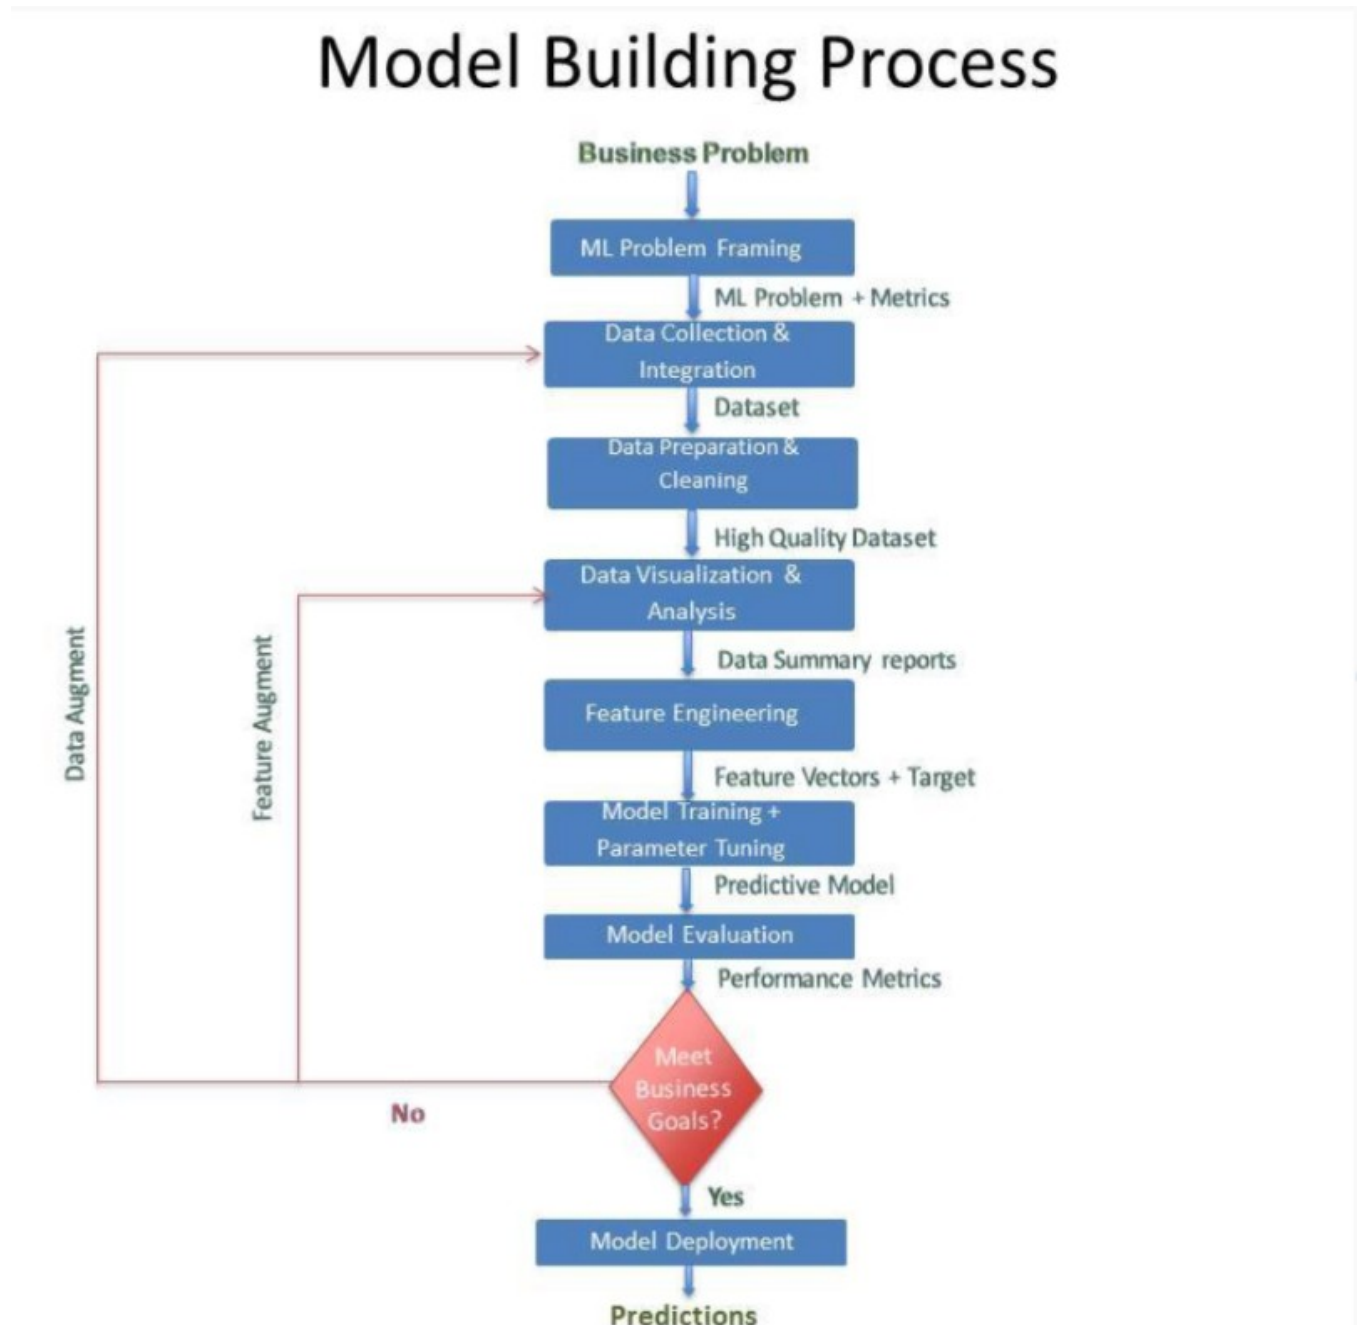 Model Building Process
Business Problem
ML Problem Framing
ML Problem + Metrics
Data Collection &
Integration
Dataset
Data Preparation &
Cleaning
High Quality Dataset
Data Visualization &
Analysis
Data Summary reports
Feature Engineering
Feature Vectors + Target
Model Training +
Parameter Tuning
Predictive Model
Model Evaluation
Performance Metrics
Meet
Business
Goals?
Data Augment
Feature Augment
No
Yes
Model Deployment
Predictions